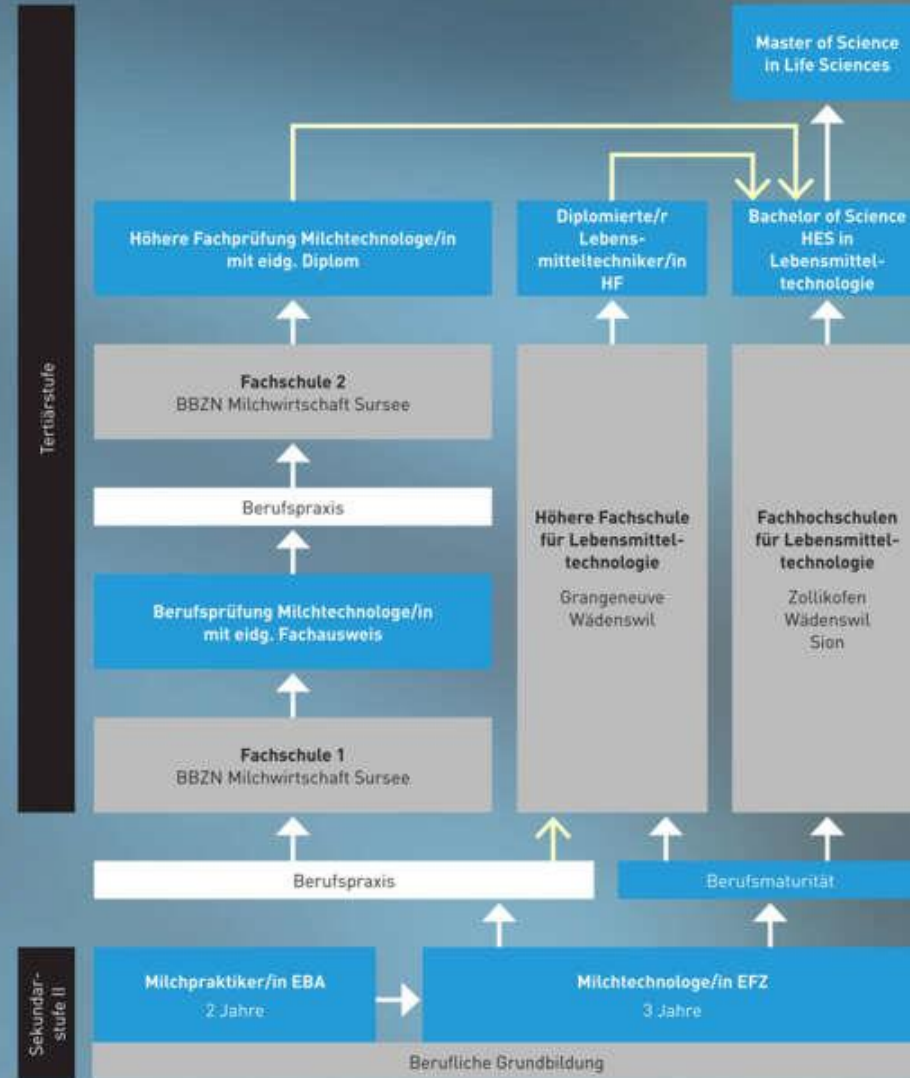 Master of Science
in Life Sciences
Höhere Fachprüfung Milchtechnologe/in
mit eidg. Diplom
Diplomierte/r
Lebens-
mitteltechniker/in
HF
Bachelor of Science
HES in
Lebensmittel-
technologie
Tertiärstufe
Fachschule 2
BBZN Milchwirtschaft Sursee
Berufspraxis
Berufsprüfung Milchtechnologe/in
mit eidg. Fachausweis
Fachschule 1
BBZN Milchwirtschaft Sursee
Höhere Fachschule
für Lebensmittel-
technologie
Grangeneuve
Wädenswil
Fachhochschulen
für Lebensmittel-
technologie
Zollikofen
Wädenswil
Sion
Berufspraxis
Berufsmaturität
Sekundar-
stufe II
Milchpraktiker/in EBA
2 Jahre
Milchtechnologe/in EFZ
3 Jahre
Berufliche Grundbildung